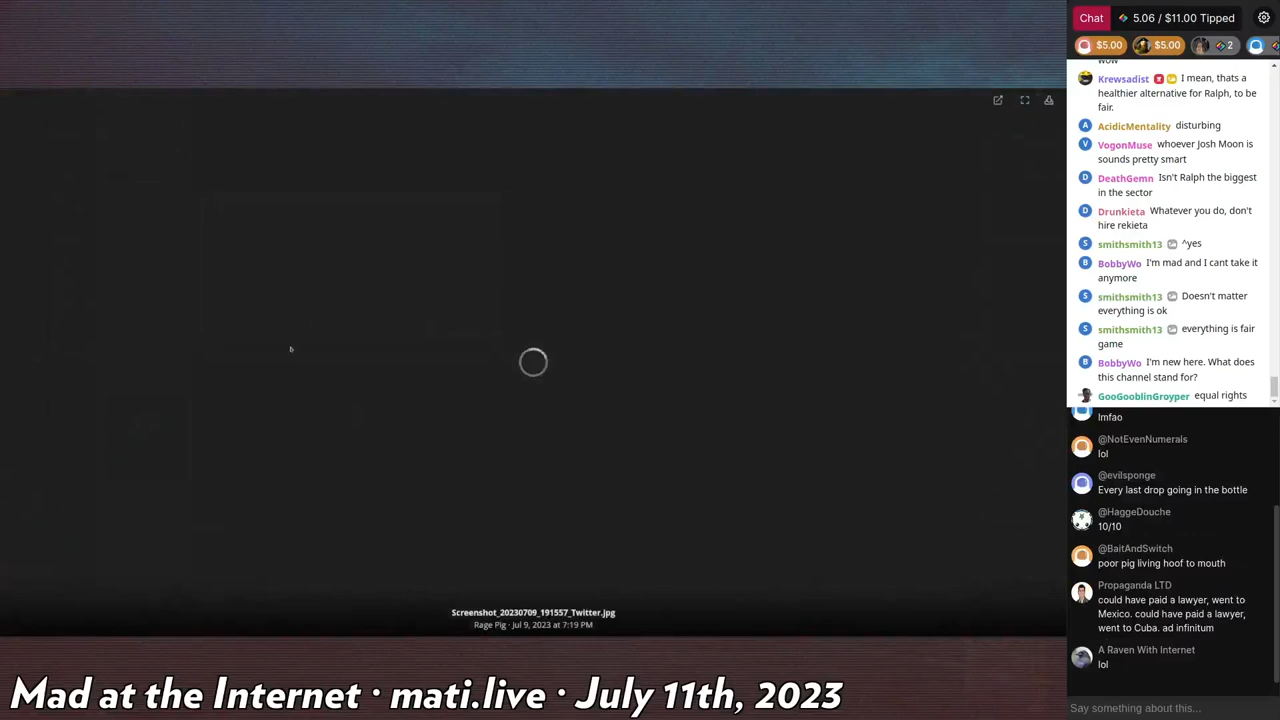 Chat
5.06 / $11.00 Tipped
$5.00
$5.00
2
wow
Krewsadist I mean, thats a
healthier alternative for Ralph, to be
fair.
A AcidicMentality disturbing
V VogonMuse whoever Josh Moon is
sounds pretty smart
D DeathGemn Isn't Ralph the biggest
in the sector
D Drunkieta Whatever you do, don't
hire rekieta
S smithsmith13 ^yes
B BobbyWo I'm mad and I cant take it
anymore
S smithsmith13 Doesn't matter
everything is ok
S smithsmith13 everything is fair
game
B BobbyWo I'm new here. What does
this channel stand for?
GooGooblinGroyper equal rights
lmfao
@NotEvenNumerals
lol
@evilsponge
Every last drop going in the bottle
@HaggeDouche
10/10
@BaitAndSwitch
poor pig living hoof to mouth
Propaganda LTD
could have paid a lawyer, went to
Mexico. could have paid a lawyer,
went to Cuba. ad infinitum
A Raven With Internet
lol
Say something about this...
Screenshot_20230709_191557_Twitter.jpg
Rage Pig · Jul 9, 2023 at 7:19 PM
Mad at the Internet · mati.live · July 11th, 2023